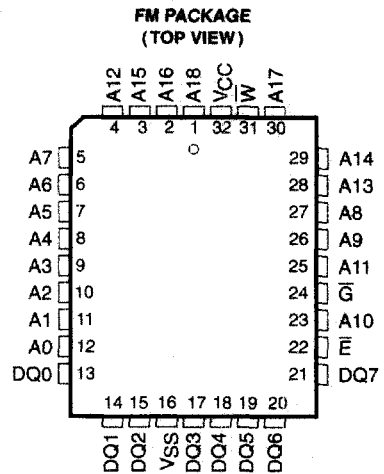 FM PACKAGE
(TOP VIEW)
A12 A15 A16 A18 VCC W̅ A17
4 3 2 1 32 31 30
A7 5 29 A14
A6 6 28 A13
A5 7 27 A8
A4 8 26 A9
A3 9 25 A11
A2 10 24 G̅
A1 11 23 A10
A0 12 22 E̅
DQ0 13 21 DQ7
14 15 16 17 18 19 20
DQ1 DQ2 VSS DQ3 DQ4 DQ5 DQ6